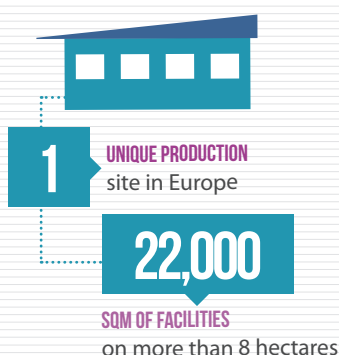 1
UNIQUE PRODUCTION
site in Europe
22,000
SQM OF FACILITIES
on more than 8 hectares